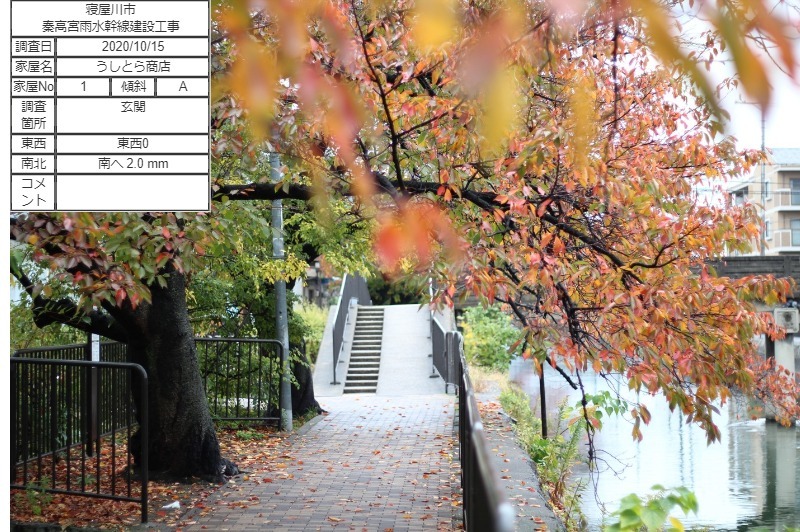 寝屋川市
秦高宮雨水幹線建設工事
調査日 2020/10/15
家屋名 うしとら商店
家屋No 1 傾斜 A
調査 玄関
箇所
東西 東西0
南北 南へ 2.0 mm
コメ
ント